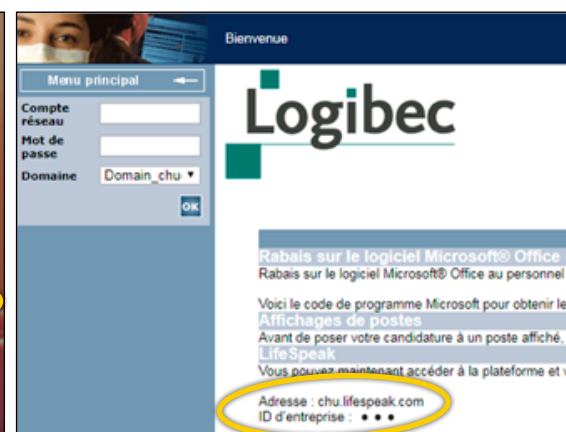 Bienvenue
Menu principal
Compte réseau
Mot de passe
Domaine Domain_chu
OK
Logibec
Rabais sur le logiciel Microsoft® Office
Rabais sur le logiciel Microsoft® Office au personnel
Voici le code de programme Microsoft pour obtenir le
Affichages de postes
Avant de poser votre candidature à un poste affiché,
LifeSpeak
Vous pouvez maintenant accéder à la plateforme et v
Adresse : chu.lifespeak.com
ID d'entreprise : • • •